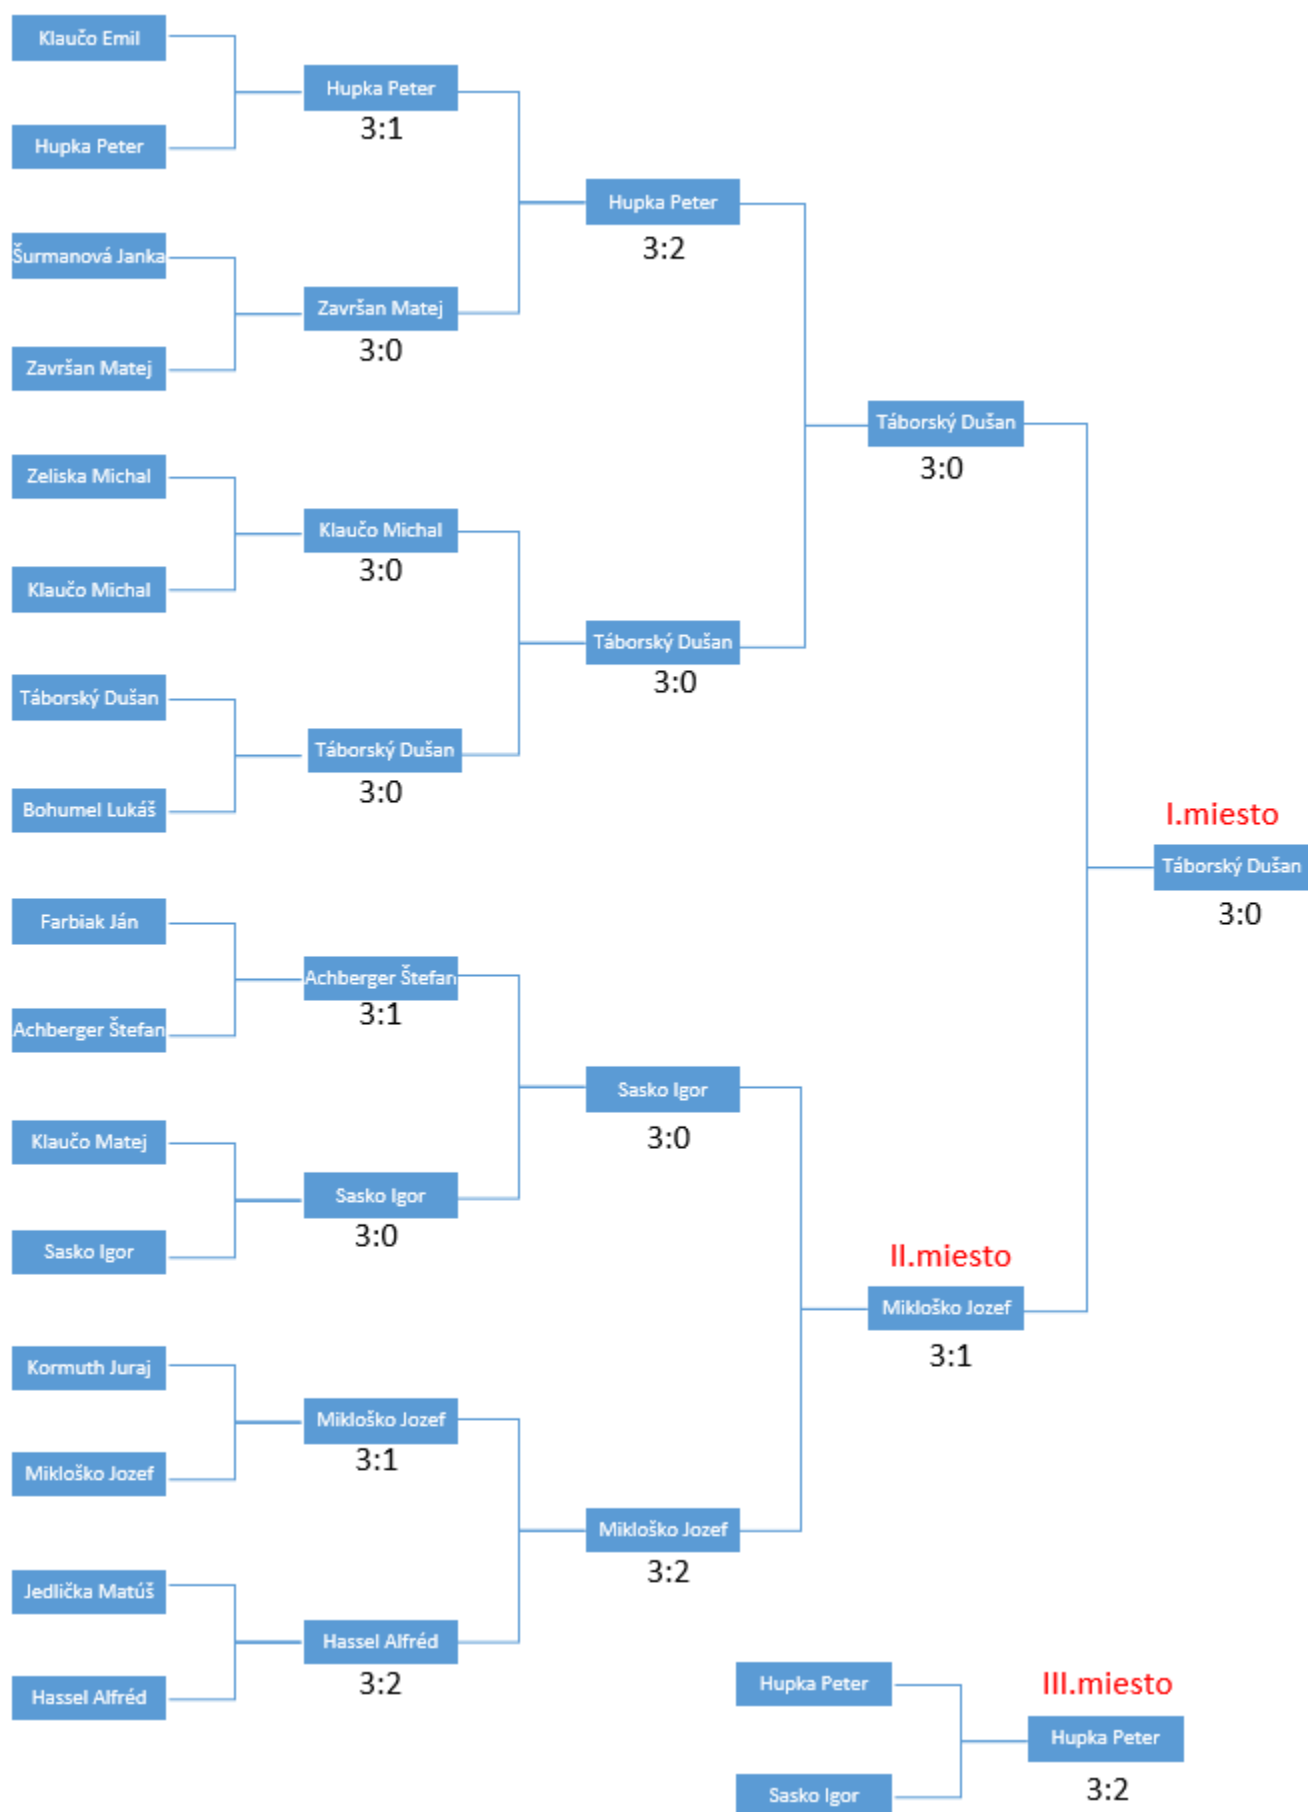 Klaučo Emil
Hupka Peter
Šurmanová Janka
Završan Matej
Zeliska Michal
Klaučo Michal
Táborský Dušan
Bohumel Lukáš
Farbiak Ján
Achberger Štefan
Klaučo Matej
Sasko Igor
Kormuth Juraj
Mikloško Jozef
Jedlička Matúš
Hassel Alfréd
Hupka Peter
3:1
Završan Matej
3:0
Klaučo Michal
3:0
Táborský Dušan
3:0
Achberger Štefan
3:1
Sasko Igor
3:0
Mikloško Jozef
3:1
Hassel Alfréd
3:2
Hupka Peter
3:2
Táborský Dušan
3:0
Sasko Igor
3:0
Mikloško Jozef
3:2
Táborský Dušan
3:0
II.miesto
Mikloško Jozef
3:1
I.miesto
Táborský Dušan
3:0
Hupka Peter
Sasko Igor
III.miesto
Hupka Peter
3:2